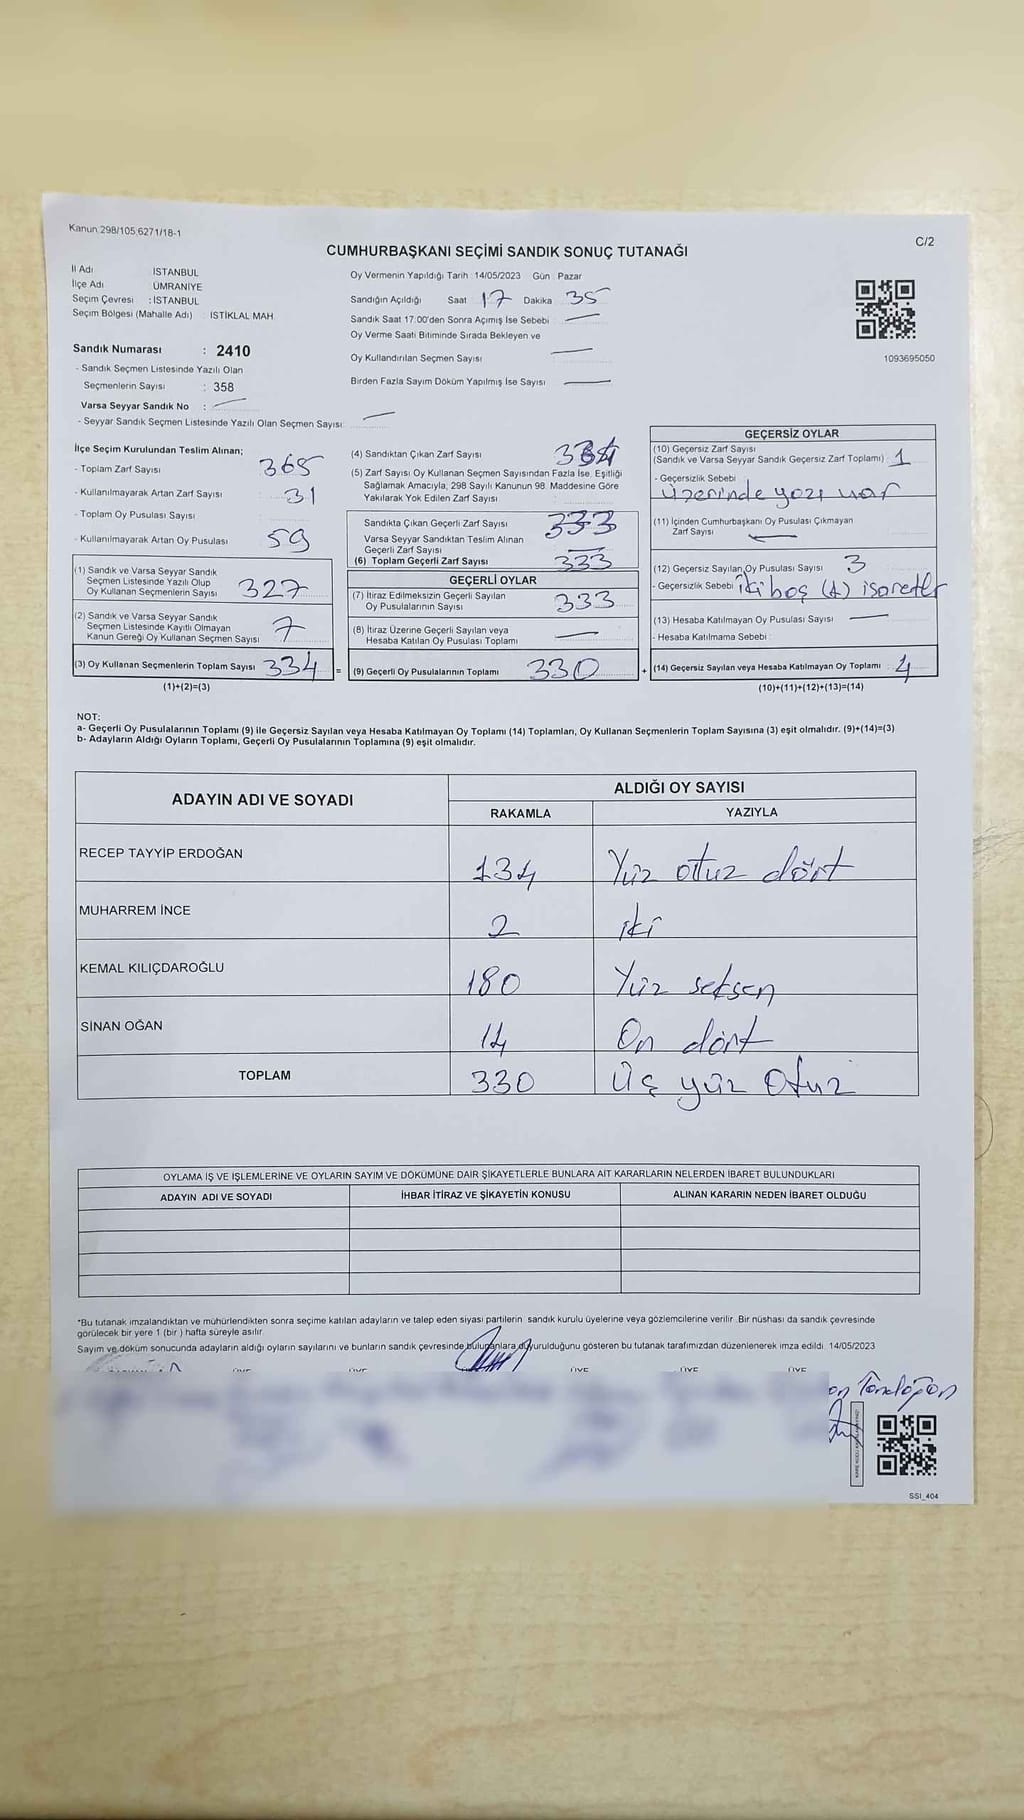 Kanun 298/105,6271/18-1
C/2
CUMHURBAŞKANI SEÇİMİ SANDIK SONUÇ TUTANAĞI
İl Adı İSTANBUL
İlçe Adı ÜMRANİYE
Seçim Çevresi : İSTANBUL
Seçim Bölgesi (Mahalle Adı) : İSTİKLAL MAH.
Sandık Numarası : 2410
- Sandık Seçmen Listesinde Yazılı Olan
Seçmenlerin Sayısı : 358
Varsa Seyyar Sandık No :
- Seyyar Sandık Seçmen Listesinde Yazılı Olan Seçmen Sayısı:
Oy Vermenin Yapıldığı Tarih : 14/05/2023 Gün : Pazar
Sandığın Açıldığı Saat 17 Dakika 35
Sandık Saat 17:00'den Sonra Açımış İse Sebebi
Oy Verme Saati Bitiminde Sırada Bekleyen ve
Oy Kullandırılan Seçmen Sayısı
Birden Fazla Sayım Döküm Yapılmış İse Sayısı
1093695050
İlçe Seçim Kurulundan Teslim Alınan;
- Toplam Zarf Sayısı 365
- Kullanılmayarak Artan Zarf Sayısı 31
- Toplam Oy Pusulası Sayısı
- Kullanılmayarak Artan Oy Pusulası 59
(1) Sandık ve Varsa Seyyar Sandık
Seçmen Listesinde Yazılı Olup
Oy Kullanan Seçmenlerin Sayısı 327
(2) Sandık ve Varsa Seyyar Sandık
Seçmen Listesinde Kayıtlı Olmayan
Kanun Gereği Oy Kullanan Seçmen Sayısı 7
(3) Oy Kullanan Seçmenlerin Toplam Sayısı 334 =
(1)+(2)=(3)
(4) Sandıktan Çıkan Zarf Sayısı 334
(5) Zarf Sayısı Oy Kullanan Seçmen Sayısından Fazla İse, Eşitliği
Sağlamak Amacıyla, 298 Sayılı Kanunun 98. Maddesine Göre
Yakılarak Yok Edilen Zarf Sayısı
Sandıkta Çıkan Geçerli Zarf Sayısı 333
Varsa Seyyar Sandıktan Teslim Alınan
Geçerli Zarf Sayısı
(6) Toplam Geçerli Zarf Sayısı 333
GEÇERLİ OYLAR
(7) İtiraz Edilmeksizin Geçerli Sayılan
Oy Pusulalarının Sayısı 333
(8) İtiraz Üzerine Geçerli Sayılan veya
Hesaba Katılan Oy Pusulası Toplamı
(9) Geçerli Oy Pusulalarının Toplamı 330 +
GEÇERSİZ OYLAR
(10) Geçersiz Zarf Sayısı
(Sandık ve Varsa Seyyar Sandık Geçersiz Zarf Toplamı) 1
- Geçersizlik Sebebi
üzerinde yazı var
(11) İçinden Cumhurbaşkanı Oy Pusulası Çıkmayan
Zarf Sayısı
(12) Geçersiz Sayılan Oy Pusulası Sayısı 3
- Geçersizlik Sebebi iki boş (1) işaretler
(13) Hesaba Katılmayan Oy Pusulası Sayısı
- Hesaba Katılmama Sebebi
(14) Geçersiz Sayılan veya Hesaba Katılmayan Oy Toplamı 4
(10)+(11)+(12)+(13)=(14)
NOT:
a- Geçerli Oy Pusulalarının Toplamı (9) ile Geçersiz Sayılan veya Hesaba Katılmayan Oy Toplamı (14) Toplamları, Oy Kullanan Seçmenlerin Toplam Sayısına (3) eşit olmalıdır. (9)+(14)=(3)
b- Adayların Aldığı Oyların Toplamı, Geçerli Oy Pusulalarının Toplamına (9) eşit olmalıdır.
ADAYIN ADI VE SOYADI ALDIĞI OY SAYISI
RAKAMLA YAZIYLA
RECEP TAYYİP ERDOĞAN 134 Yüz otuz dört
MUHARREM İNCE 2 iki
KEMAL KILIÇDAROĞLU 180 Yüz seksen
SİNAN OĞAN 14 On dört
TOPLAM 330 Üç yüz Otuz
OYLAMA İŞ VE İŞLEMLERİNE VE OYLARIN SAYIM VE DÖKÜMÜNE DAİR ŞİKAYETLERLE BUNLARA AİT KARARLARIN NELERDEN İBARET BULUNDUKLARI
ADAYIN ADI VE SOYADI İHBAR İTİRAZ VE ŞİKAYETİN KONUSU ALINAN KARARIN NEDEN İBARET OLDUĞU
*Bu tutanak imzalandıktan ve mühürlendikten sonra seçime katılan adayların ve talep eden siyasi partilerin sandık kurulu üyelerine veya gözlemcilerine verilir. Bir nüshası da sandık çevresinde
görülecek bir yere 1 (bir ) hafta süreyle asılır.
Sayım ve döküm sonucunda adayların aldığı oyların sayılarını ve bunların sandık çevresinde bulunanlara duyurulduğunu gösteren bu tutanak tarafımızdan düzenlenerek imza edildi. 14/05/2023
ÜYE ÜYE ÜYE ÜYE ÜYE
SSI_404